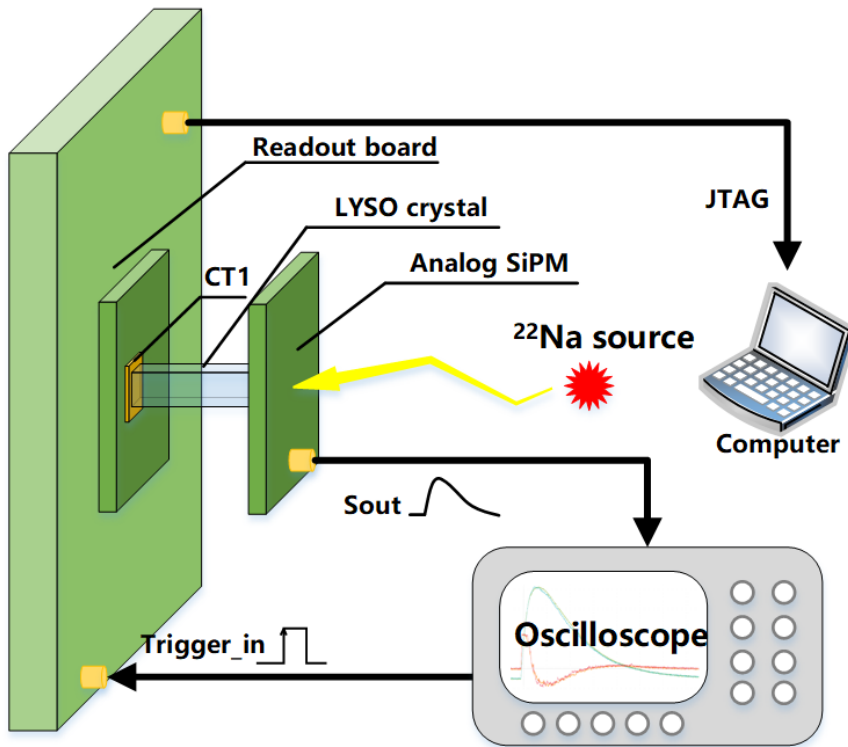 Readout board
LYSO crystal
JTAG
CT1
Analog SiPM
²²Na source
Computer
Sout
Oscilloscope
Trigger_in